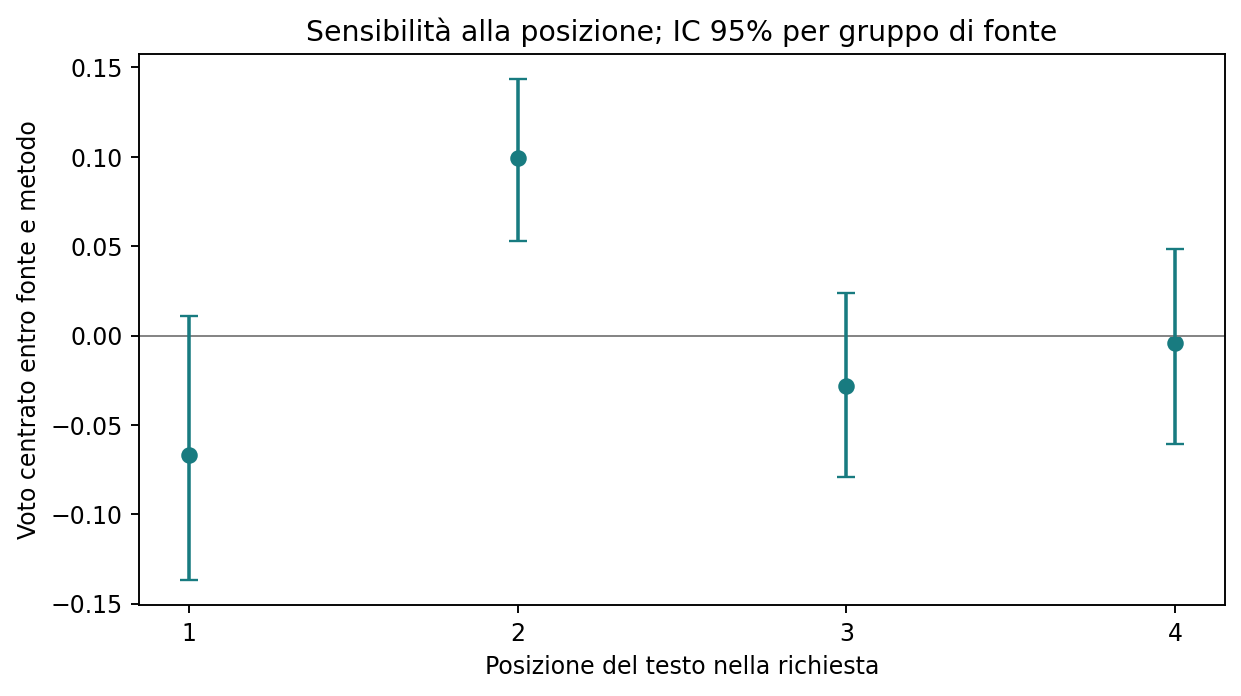 Sensibilità alla posizione; IC 95% per gruppo di fonte
Voto centrato entro fonte e metodo
0.15
0.10
0.05
0.00
−0.05
−0.10
−0.15
1 2 3 4
Posizione del testo nella richiesta